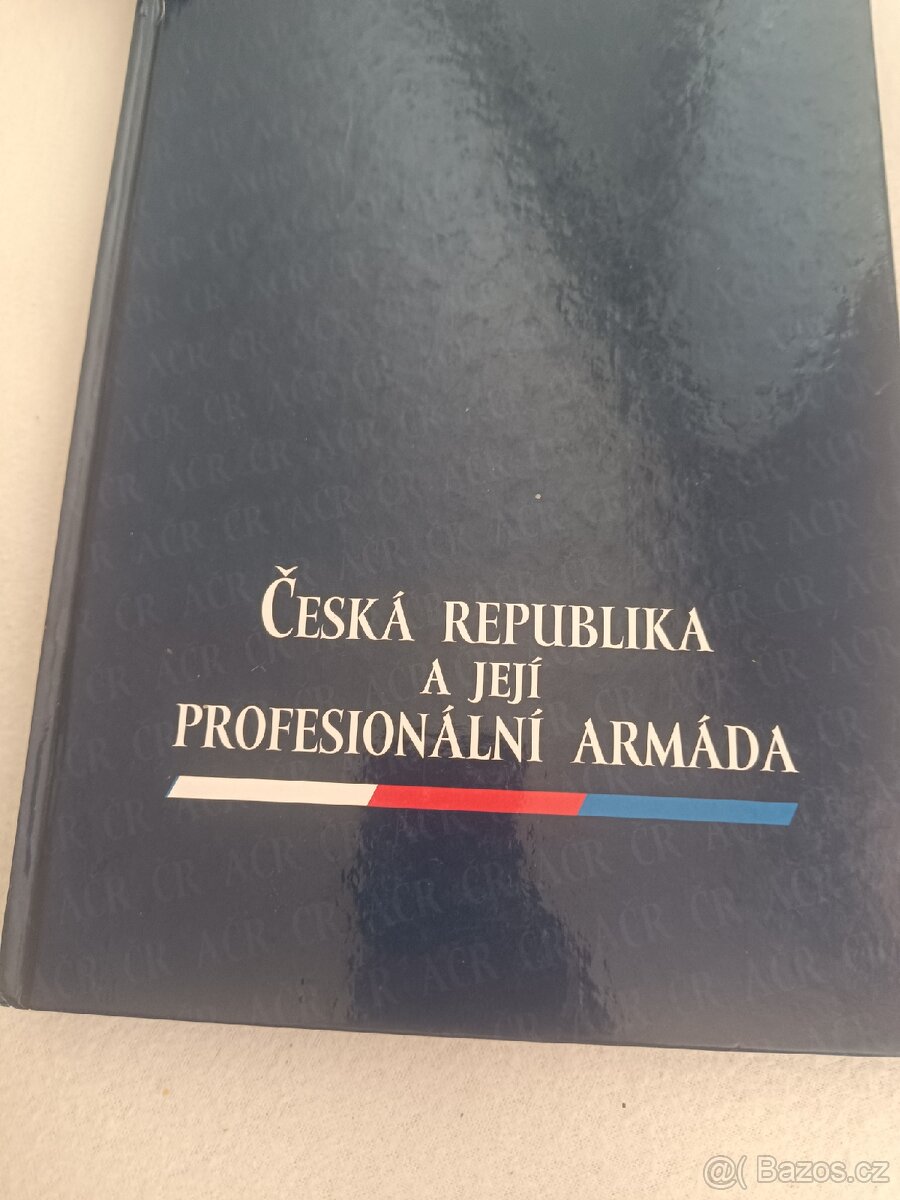 ČESKÁ REPUBLIKA
A JEJÍ
PROFESIONÁLNÍ ARMÁDA
@( Bazos.cz